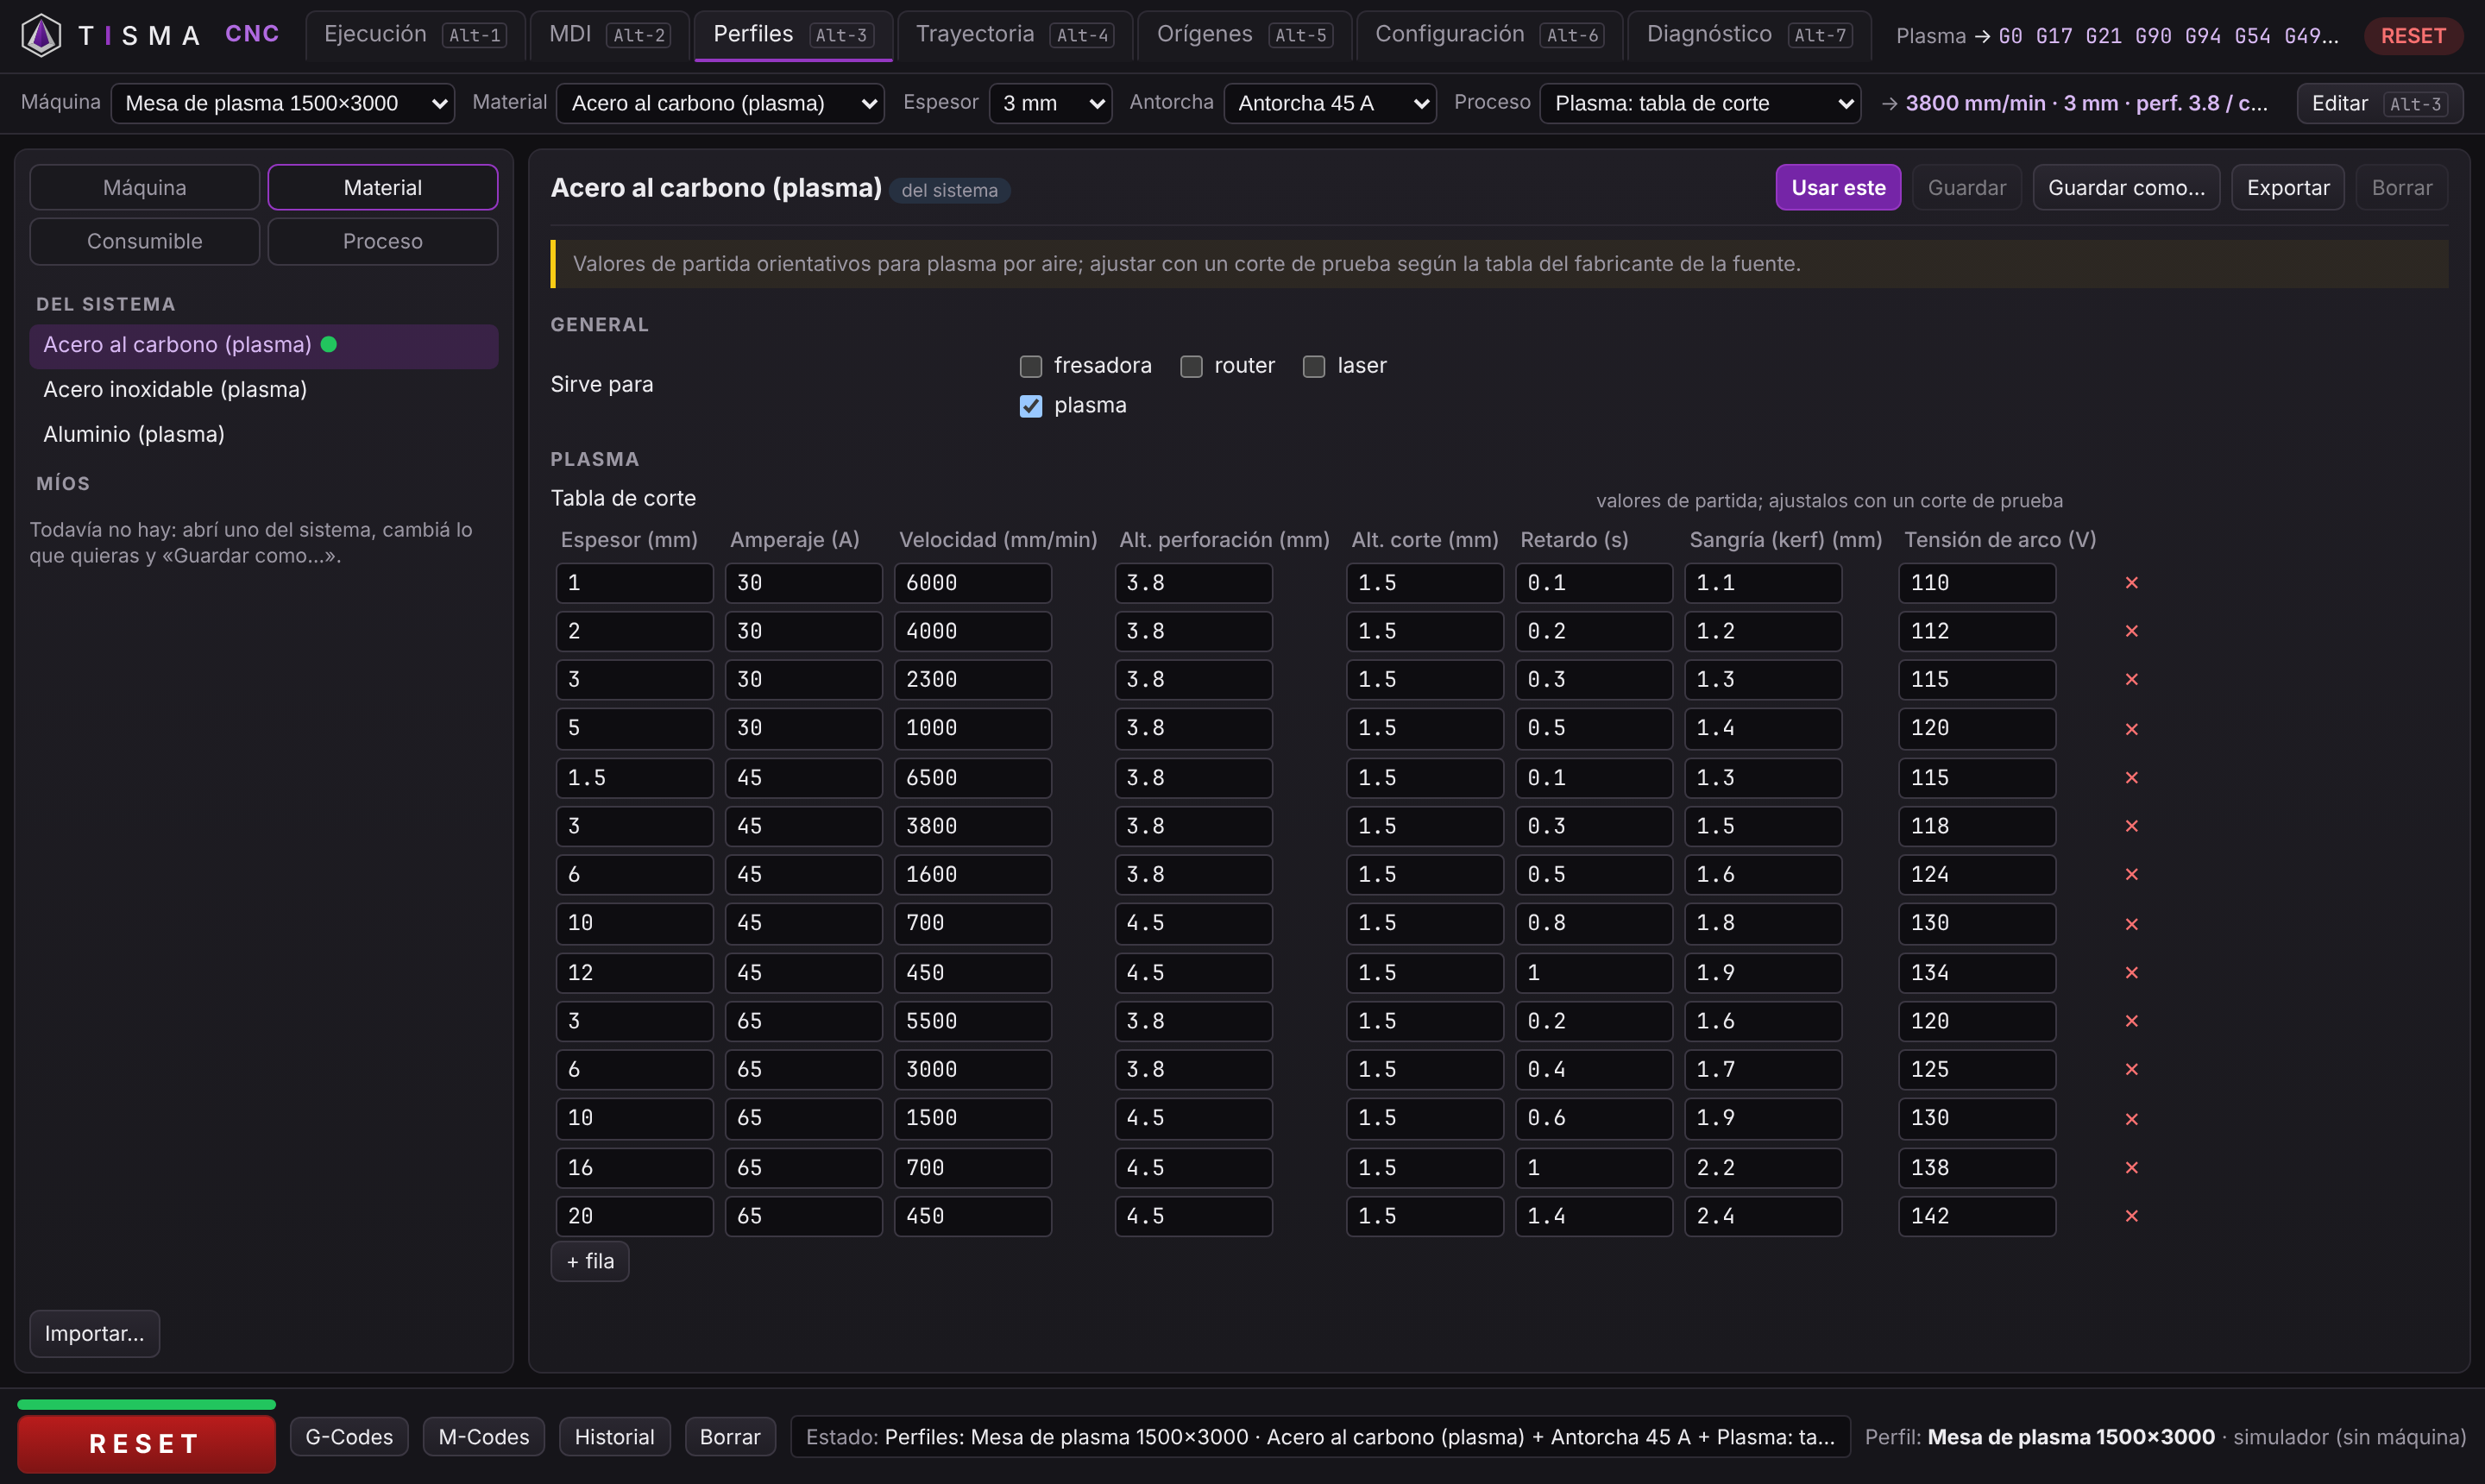 TISMA CNC Ejecución Alt-1 MDI Alt-2 Perfiles Alt-3 Trayectoria Alt-4 Orígenes Alt-5 Configuración Alt-6 Diagnóstico Alt-7 Plasma → G0 G17 G21 G90 G94 G54 G49... RESET
Máquina Mesa de plasma 1500×3000 Material Acero al carbono (plasma) Espesor 3 mm Antorcha Antorcha 45 A Proceso Plasma: tabla de corte → 3800 mm/min · 3 mm · perf. 3.8 / c... Editar Alt-3
Máquina Material
Consumible Proceso
DEL SISTEMA
Acero al carbono (plasma)
Acero inoxidable (plasma)
Aluminio (plasma)
MÍOS
Todavía no hay: abrí uno del sistema, cambiá lo
que quieras y «Guardar como...».
Importar...
Acero al carbono (plasma) del sistema Usar este Guardar Guardar como... Exportar Borrar
Valores de partida orientativos para plasma por aire; ajustar con un corte de prueba según la tabla del fabricante de la fuente.
GENERAL
Sirve para
fresadora router laser
plasma
PLASMA
Tabla de corte valores de partida; ajustalos con un corte de prueba
Espesor (mm) Amperaje (A) Velocidad (mm/min) Alt. perforación (mm) Alt. corte (mm) Retardo (s) Sangría (kerf) (mm) Tensión de arco (V)
1 30 6000 3.8 1.5 0.1 1.1 110 ×
2 30 4000 3.8 1.5 0.2 1.2 112 ×
3 30 2300 3.8 1.5 0.3 1.3 115 ×
5 30 1000 3.8 1.5 0.5 1.4 120 ×
1.5 45 6500 3.8 1.5 0.1 1.3 115 ×
3 45 3800 3.8 1.5 0.3 1.5 118 ×
6 45 1600 3.8 1.5 0.5 1.6 124 ×
10 45 700 4.5 1.5 0.8 1.8 130 ×
12 45 450 4.5 1.5 1 1.9 134 ×
3 65 5500 3.8 1.5 0.2 1.6 120 ×
6 65 3000 3.8 1.5 0.4 1.7 125 ×
10 65 1500 4.5 1.5 0.6 1.9 130 ×
16 65 700 4.5 1.5 1 2.2 138 ×
20 65 450 4.5 1.5 1.4 2.4 142 ×
+ fila
RESET G-Codes M-Codes Historial Borrar Estado: Perfiles: Mesa de plasma 1500×3000 · Acero al carbono (plasma) + Antorcha 45 A + Plasma: ta... Perfil: Mesa de plasma 1500×3000 · simulador (sin máquina)